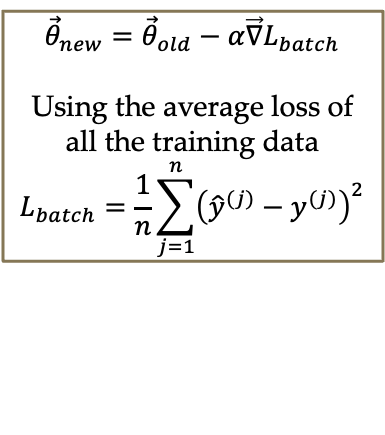 θ⃗_new = θ⃗_old − α∇⃗L_batch
Using the average loss of
all the training data
L_batch = 1/n ∑_{j=1}^{n} (ŷ^(j) − y^(j))²